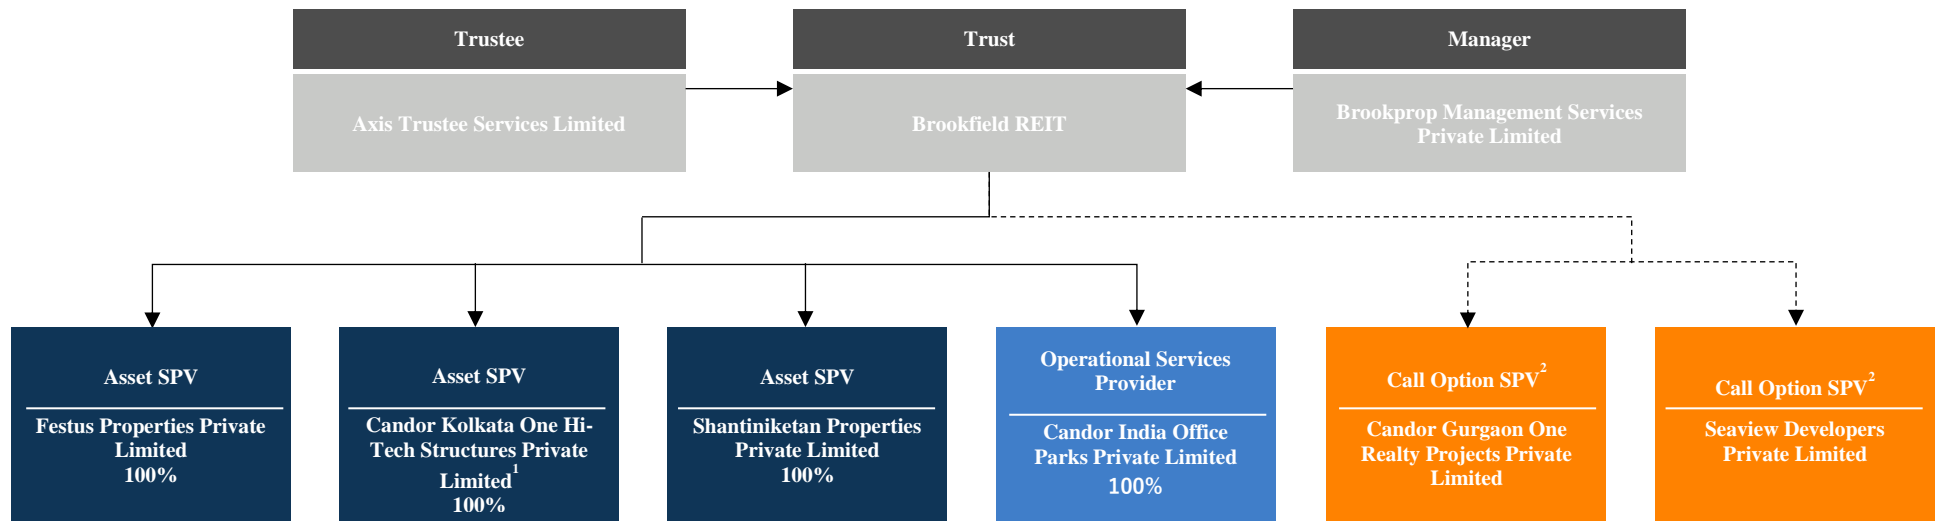 Trustee
Trust
Manager
Axis Trustee Services Limited
Brookfield REIT
Brookprop Management Services
Private Limited
Asset SPV
Festus Properties Private
Limited
100%
Asset SPV
Candor Kolkata One Hi-
Tech Structures Private
Limited1
100%
Asset SPV
Shantiniketan Properties
Private Limited
100%
Operational Services
Provider
Candor India Office
Parks Private Limited
100%
Call Option SPV2
Candor Gurgaon One
Realty Projects Private
Limited
Call Option SPV2
Seaview Developers
Private Limited